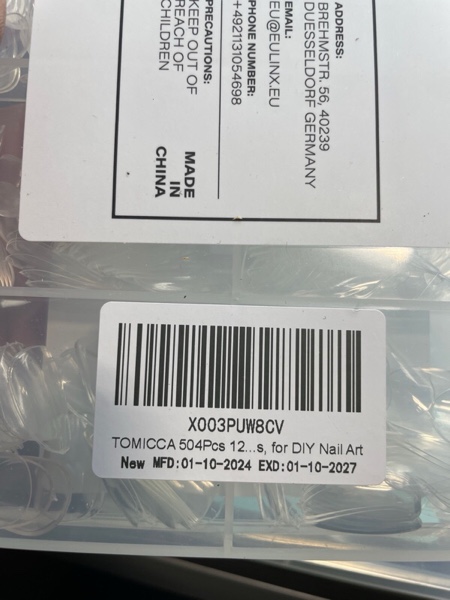 ADDRESS:
BREHMSTR. 56, 40239
DUESSELDORF GERMANY
EMAIL:
EU@EULINX.EU
PHONE NUMBER:
+4921131054698
PRECAUTIONS:
KEEP OUT OF
REACH OF
CHILDREN
MADE
IN
CHINA
X003PUW8CV
TOMICCA 504Pcs 12...s, for DIY Nail Art
New MFD:01-10-2024 EXD:01-10-2027